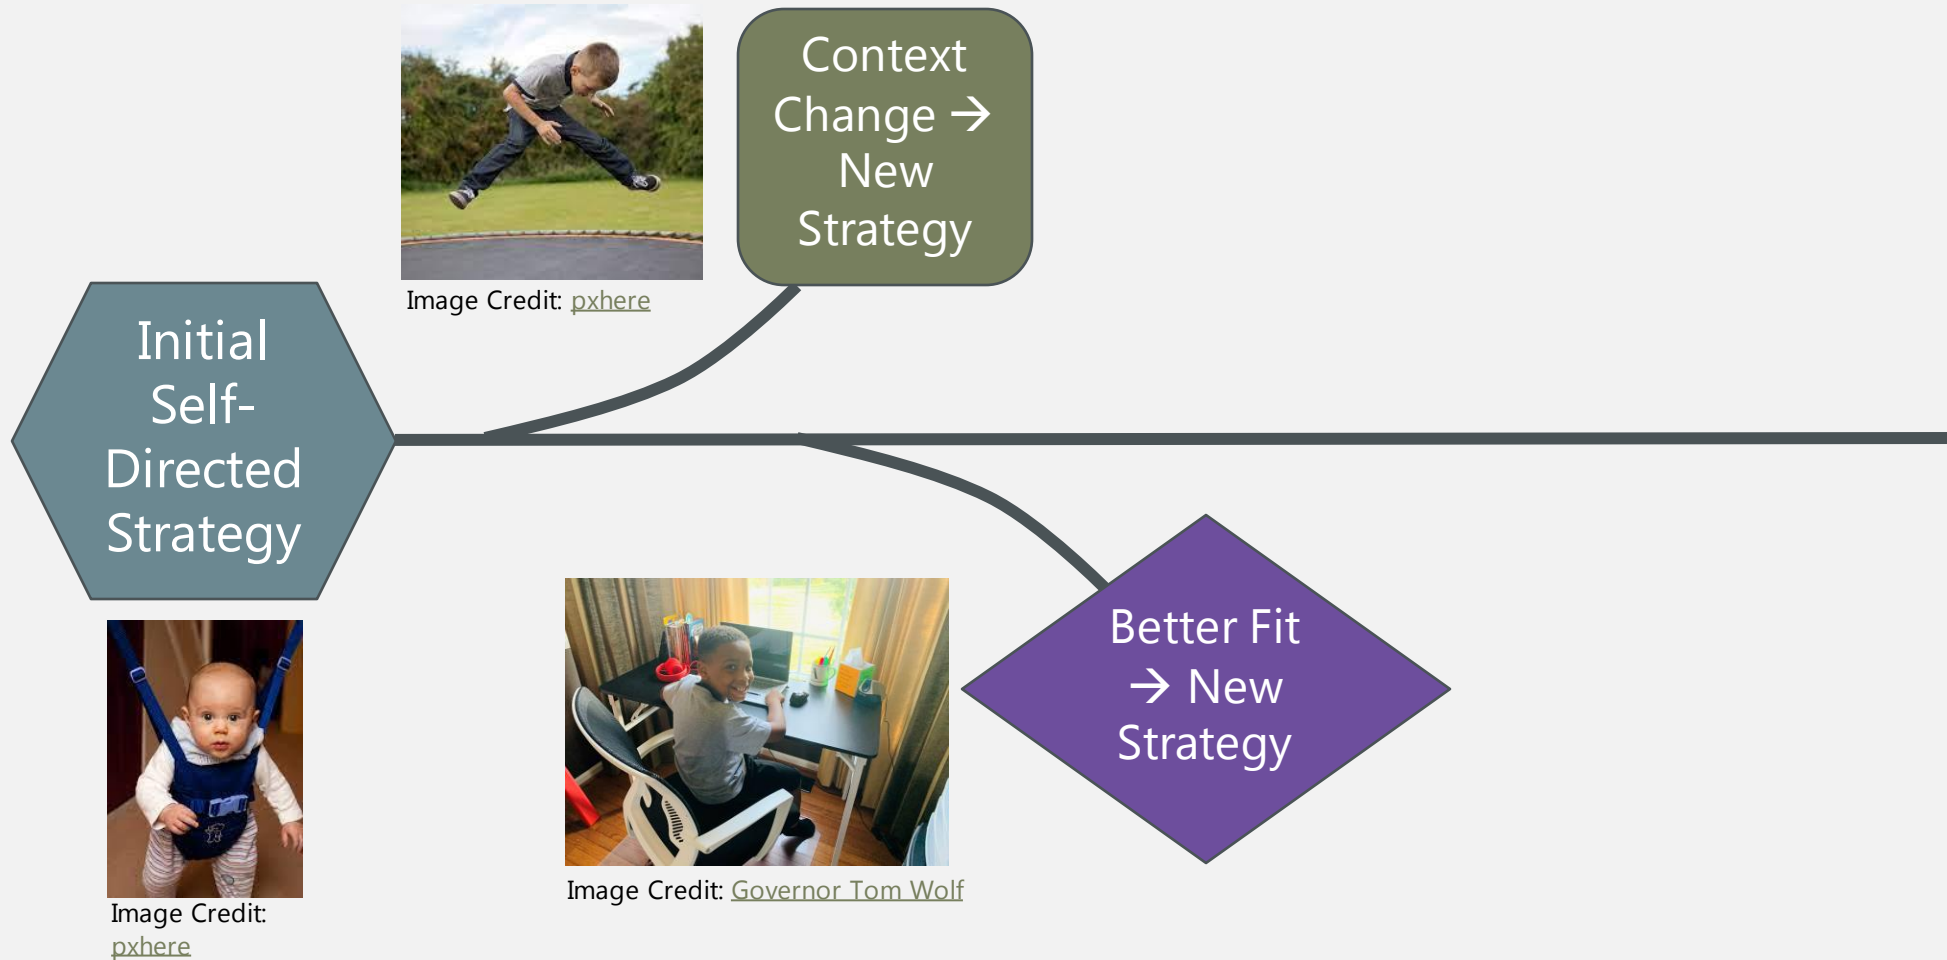 Context
Change →
New
Strategy
Image Credit: pxhere
Initial
Self-
Directed
Strategy
Better Fit
→ New
Strategy
Image Credit: Governor Tom Wolf
Image Credit:
pxhere